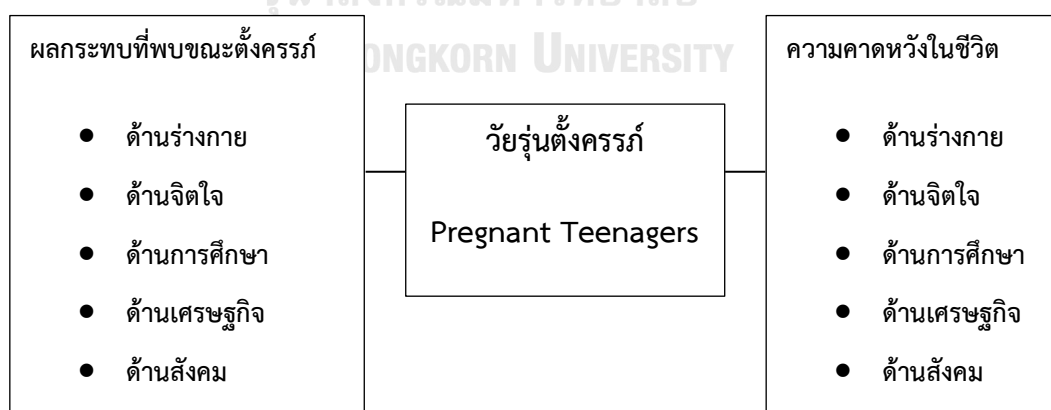 ONGKORN UNIVERSITY
ผลกระทบที่พบขณะตั้งครรภ์
● ด้านร่างกาย
● ด้านจิตใจ
● ด้านการศึกษา
● ด้านเศรษฐกิจ
● ด้านสังคม
วัยรุ่นตั้งครรภ์
Pregnant Teenagers
ความคาดหวังในชีวิต
● ด้านร่างกาย
● ด้านจิตใจ
● ด้านการศึกษา
● ด้านเศรษฐกิจ
● ด้านสังคม